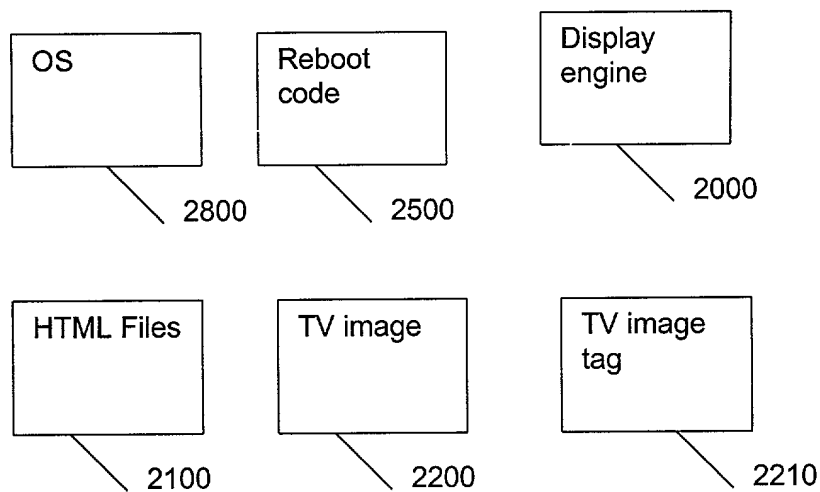 OS
Reboot
code
Display
engine
2800
2500
2000
HTML Files
TV image
TV image
tag
2100
2200
2210